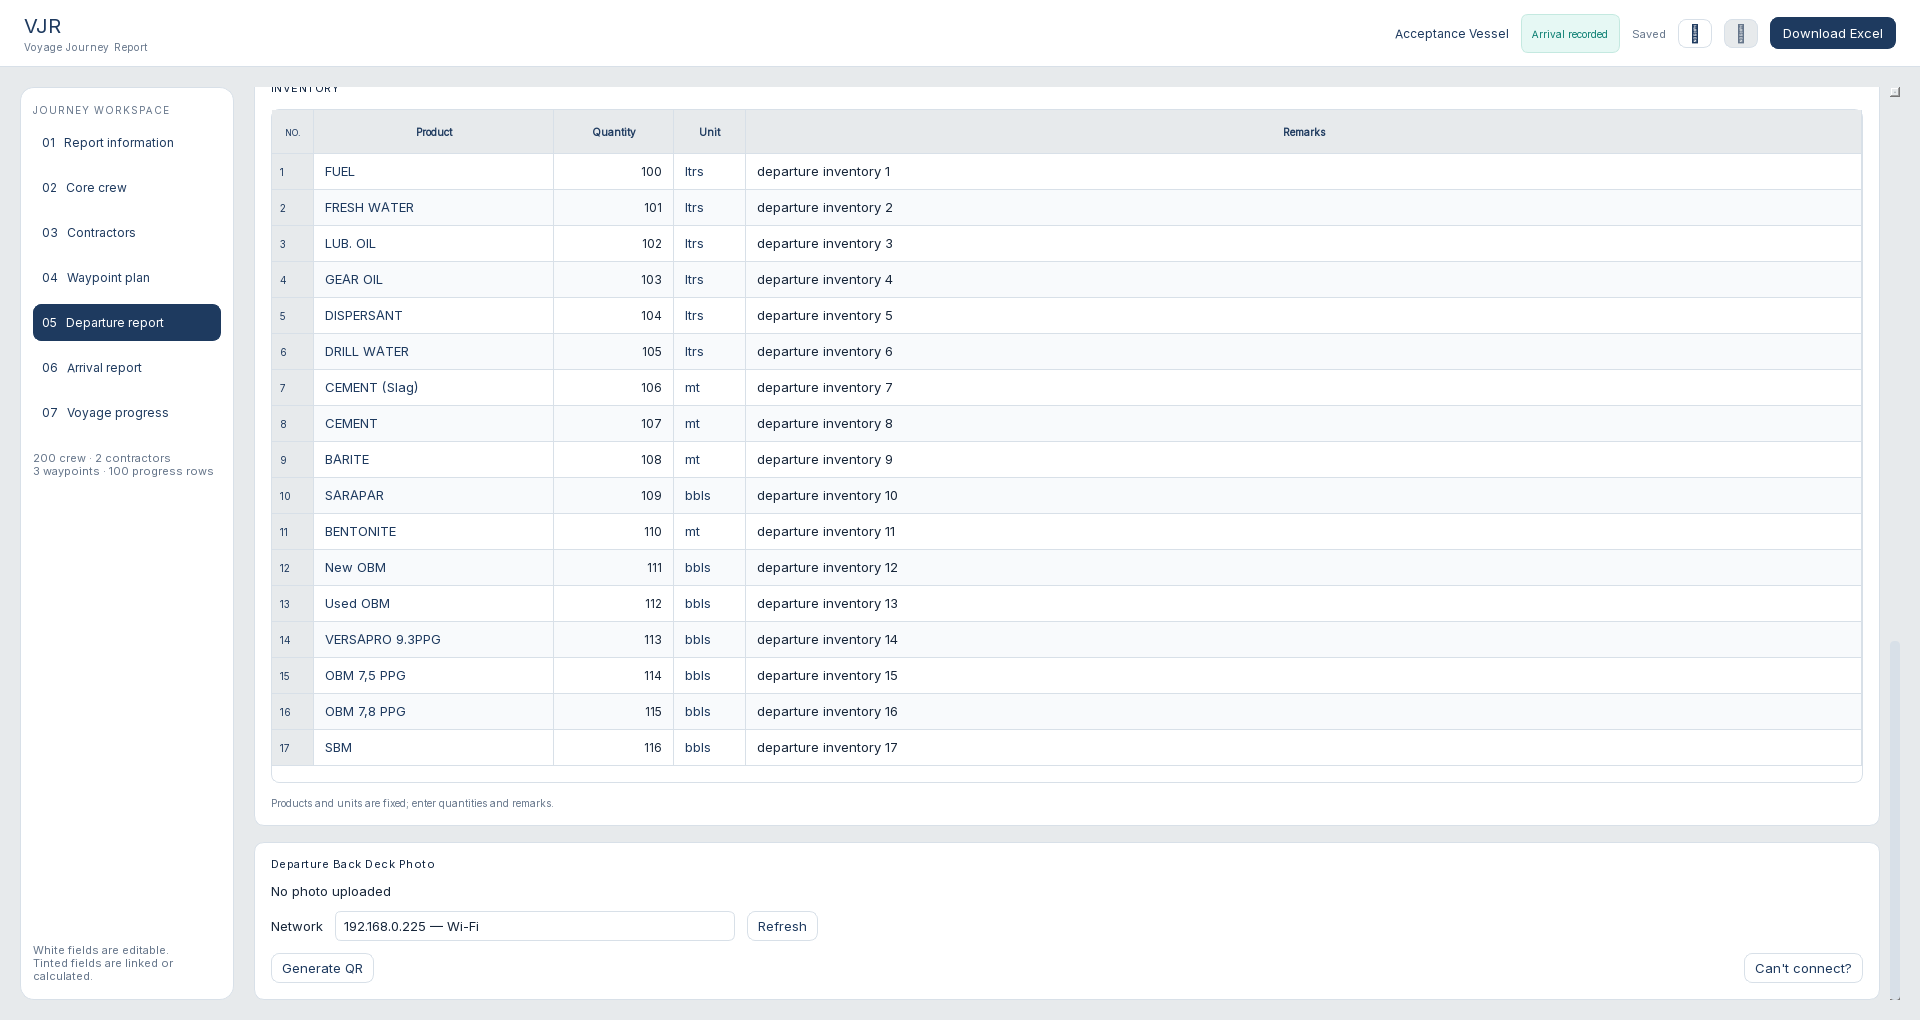 VJR
Voyage Journey Report
Acceptance Vessel
Arrival recorded
Saved
Download Excel
JOURNEY WORKSPACE
01 Report information
02 Core crew
03 Contractors
04 Waypoint plan
05 Departure report
06 Arrival report
07 Voyage progress
200 crew · 2 contractors
3 waypoints · 100 progress rows
White fields are editable.
Tinted fields are linked or
calculated.
INVENTORY
NO. Product Quantity Unit Remarks
1 FUEL 100 ltrs departure inventory 1
2 FRESH WATER 101 ltrs departure inventory 2
3 LUB. OIL 102 ltrs departure inventory 3
4 GEAR OIL 103 ltrs departure inventory 4
5 DISPERSANT 104 ltrs departure inventory 5
6 DRILL WATER 105 ltrs departure inventory 6
7 CEMENT (Slag) 106 mt departure inventory 7
8 CEMENT 107 mt departure inventory 8
9 BARITE 108 mt departure inventory 9
10 SARAPAR 109 bbls departure inventory 10
11 BENTONITE 110 mt departure inventory 11
12 New OBM 111 bbls departure inventory 12
13 Used OBM 112 bbls departure inventory 13
14 VERSAPRO 9.3PPG 113 bbls departure inventory 14
15 OBM 7,5 PPG 114 bbls departure inventory 15
16 OBM 7,8 PPG 115 bbls departure inventory 16
17 SBM 116 bbls departure inventory 17
Products and units are fixed; enter quantities and remarks.
Departure Back Deck Photo
No photo uploaded
Network 192.168.0.225 — Wi-Fi Refresh
Generate QR Can't connect?